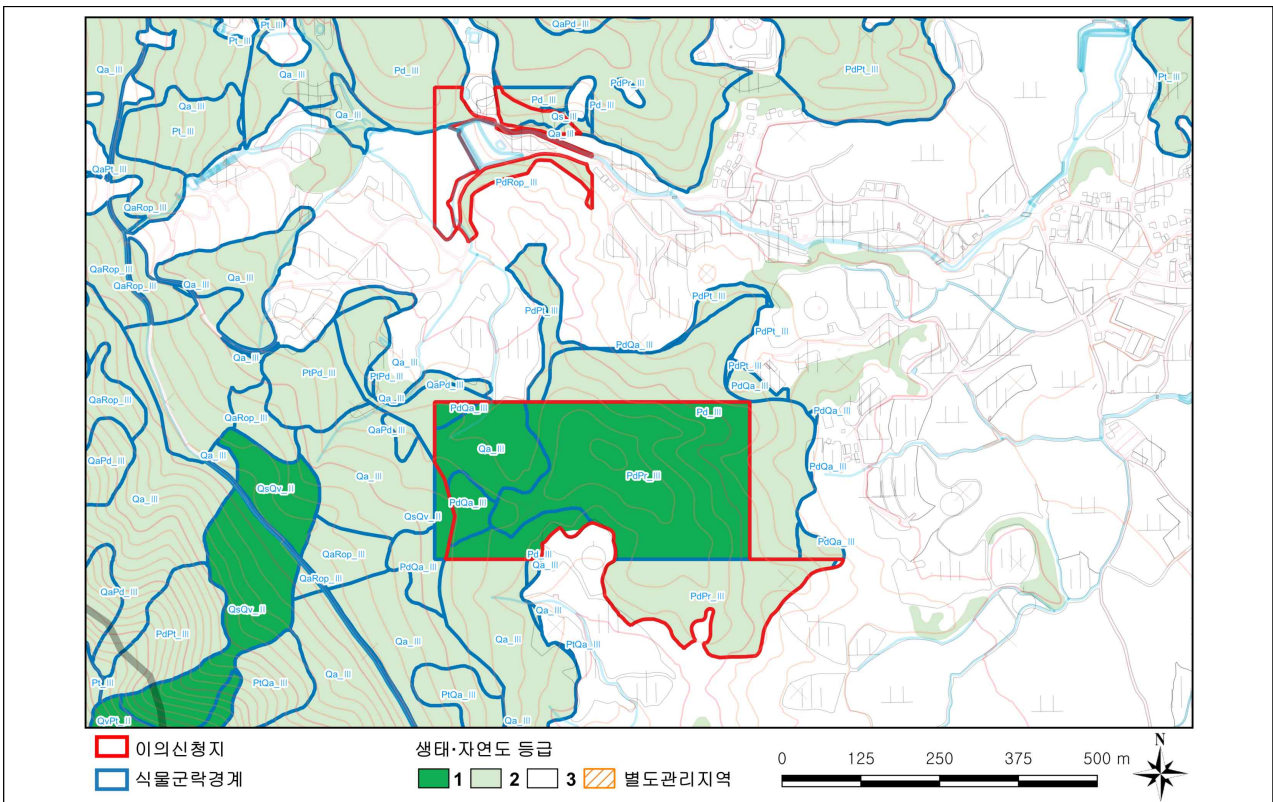 Pt_III
Pt_III
QaPd_III
Qa_III
Qa_III
Pd_III
PdPt_III
Pt_III
Qa_III
Qa_III
PdPr_III
Pd_III
Pd_III
Qs_III
Qa_III
Pt_III
QaPt_III
PdRop_III
QaRop_III
QaRop_III
Qa_III
QaRop_III
Qa_III
PdPt_III
PdPt_III
PdPt_III
PdQa_III
Qa_III
Qa_III
PtPd_III
PtPd_III
PdPt_III
QaPd_III
PdQa_III
QaRop_III
Qa_III
PdQa_III
Pd_III
PdQa_III
QaRop_III
QaPd_III
Qa_III
Qa_III
QaPd_III
PdPr_III
PdQa_III
Qa_III
QsQv_II
PdQa_III
QsQv_II
QaRop_III
Pd_III
PdQa_III
PdQa_III
Qa_III
QaRop_III
QaPd_III
PdPr_III
QsQv_II
Qa_III
PdPt_III
Qa_III
Qa_III
PtQa_III
PtQa_III
Qa_III
Pt_III
PtQa_III
QvPt_II
Qa_III
이의신청지
식물군락경계
생태·자연도 등급
1 2 3 별도관리지역
0 125 250 375 500 m
N